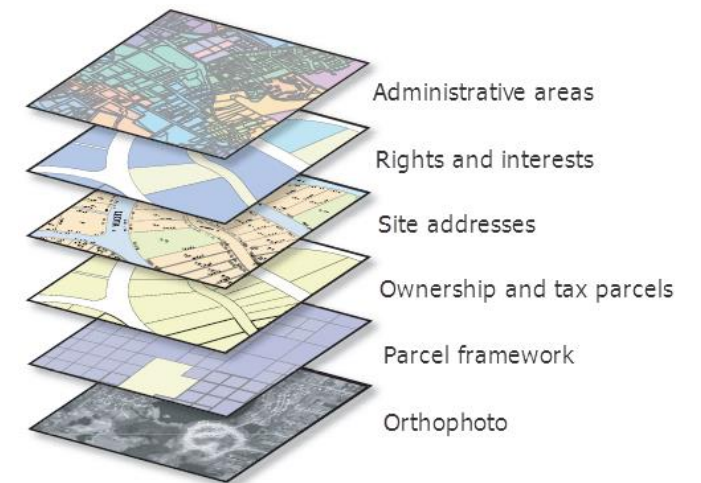 Administrative areas
Rights and interests
Site addresses
Ownership and tax parcels
Parcel framework
Orthophoto